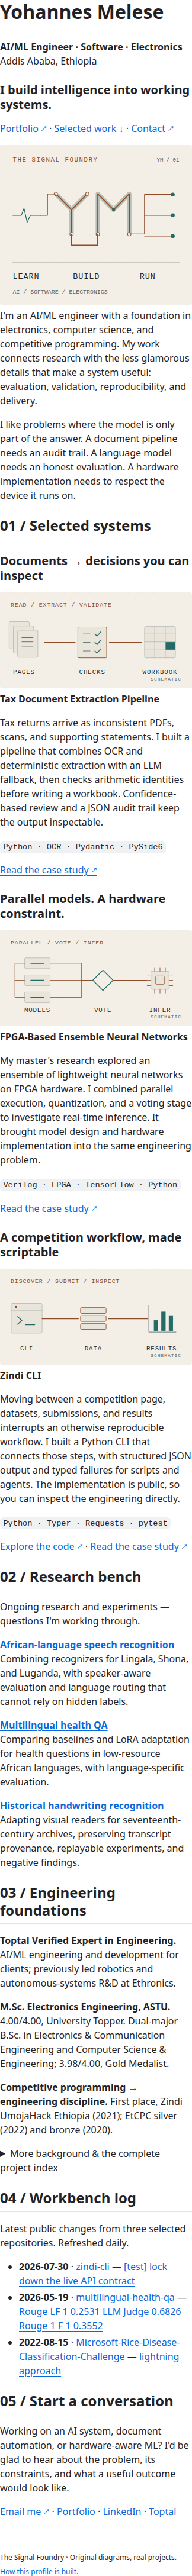 Yohannes Melese
AI/ML Engineer · Software · Electronics
Addis Ababa, Ethiopia
I build intelligence into working
systems.
Portfolio ↗ · Selected work ↓ · Contact ↗
THE SIGNAL FOUNDRY YM / 01
LEARN BUILD RUN
AI / SOFTWARE / ELECTRONICS
I'm an AI/ML engineer with a foundation in
electronics, computer science, and
competitive programming. My work
connects research with the less glamorous
details that make a system useful:
evaluation, validation, reproducibility, and
delivery.
I like problems where the model is only
part of the answer. A document pipeline
needs an audit trail. A language model
needs an honest evaluation. A hardware
implementation needs to respect the
device it runs on.
01 / Selected systems
Documents → decisions you can
inspect
READ / EXTRACT / VALIDATE
PAGES CHECKS WORKBOOK
SCHEMATIC
Tax Document Extraction Pipeline
Tax returns arrive as inconsistent PDFs,
scans, and supporting statements. I built a
pipeline that combines OCR and
deterministic extraction with an LLM
fallback, then checks arithmetic identities
before writing a workbook. Confidence-
based review and a JSON audit trail keep
the output inspectable.
Python · OCR · Pydantic · PySide6
Read the case study ↗
Parallel models. A hardware
constraint.
PARALLEL / VOTE / INFER
MODELS VOTE INFER
SCHEMATIC
FPGA-Based Ensemble Neural Networks
My master's research explored an
ensemble of lightweight neural networks
on FPGA hardware. I combined parallel
execution, quantization, and a voting stage
to investigate real-time inference. It
brought model design and hardware
implementation into the same engineering
problem.
Verilog · FPGA · TensorFlow · Python
Read the case study ↗
A competition workflow, made
scriptable
DISCOVER / SUBMIT / INSPECT
CLI DATA RESULTS
SCHEMATIC
Zindi CLI
Moving between a competition page,
datasets, submissions, and results
interrupts an otherwise reproducible
workflow. I built a Python CLI that
connects those steps, with structured JSON
output and typed failures for scripts and
agents. The implementation is public, so
you can inspect the engineering directly.
Python · Typer · Requests · pytest
Explore the code ↗ · Read the case study ↗
02 / Research bench
Ongoing research and experiments —
questions I'm working through.
African-language speech recognition
Combining recognizers for Lingala, Shona,
and Luganda, with speaker-aware
evaluation and language routing that
cannot rely on hidden labels.
Multilingual health QA
Comparing baselines and LoRA adaptation
for health questions in low-resource
African languages, with language-specific
evaluation.
Historical handwriting recognition
Adapting visual readers for seventeenth-
century archives, preserving transcript
provenance, replayable experiments, and
negative findings.
03 / Engineering
foundations
Toptal Verified Expert in Engineering.
AI/ML engineering and development for
clients; previously led robotics and
autonomous-systems R&D at Ethronics.
M.Sc. Electronics Engineering, ASTU.
4.00/4.00, University Topper. Dual-major
B.Sc. in Electronics & Communication
Engineering and Computer Science &
Engineering; 3.98/4.00, Gold Medalist.
Competitive programming →
engineering discipline. First place, Zindi
UmojaHack Ethiopia (2021); EtCPC silver
(2022) and bronze (2020).
▶ More background & the complete
project index
04 / Workbench log
Latest public changes from three selected
repositories. Refreshed daily.
• 2026-07-30 · zindi-cli — [test] lock
down the live API contract
• 2026-05-19 · multilingual-health-qa —
Rouge LF 1 0.2531 LLM Judge 0.6826
Rouge 1 F 1 0.3552
• 2022-08-15 · Microsoft-Rice-Disease-
Classification-Challenge — lightning
approach
05 / Start a conversation
Working on an AI system, document
automation, or hardware-aware ML? I'd be
glad to hear about the problem, its
constraints, and what a useful outcome
would look like.
Email me ↗ · Portfolio · LinkedIn · Toptal
The Signal Foundry · Original diagrams, real projects.
How this profile is built.